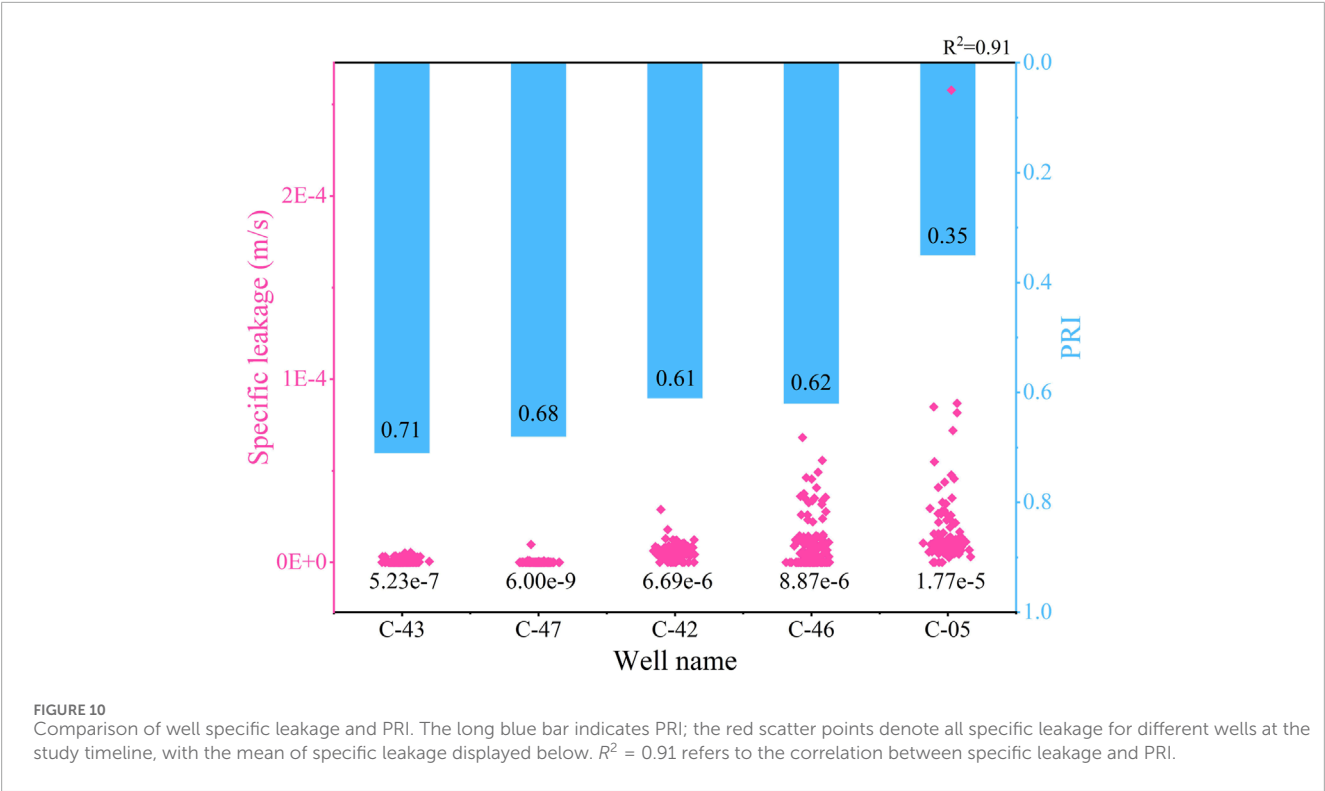 R²=0.91
Specific leakage (m/s)
2E-4
1E-4
0E+0
0.0
0.2
0.4
0.6
0.8
1.0
PRI
0.71
0.68
0.61
0.62
0.35
5.23e-7
6.00e-9
6.69e-6
8.87e-6
1.77e-5
C-43
C-47
C-42
C-46
C-05
Well name
FIGURE 10
Comparison of well specific leakage and PRI. The long blue bar indicates PRI; the red scatter points denote all specific leakage for different wells at the
study timeline, with the mean of specific leakage displayed below. R² = 0.91 refers to the correlation between specific leakage and PRI.